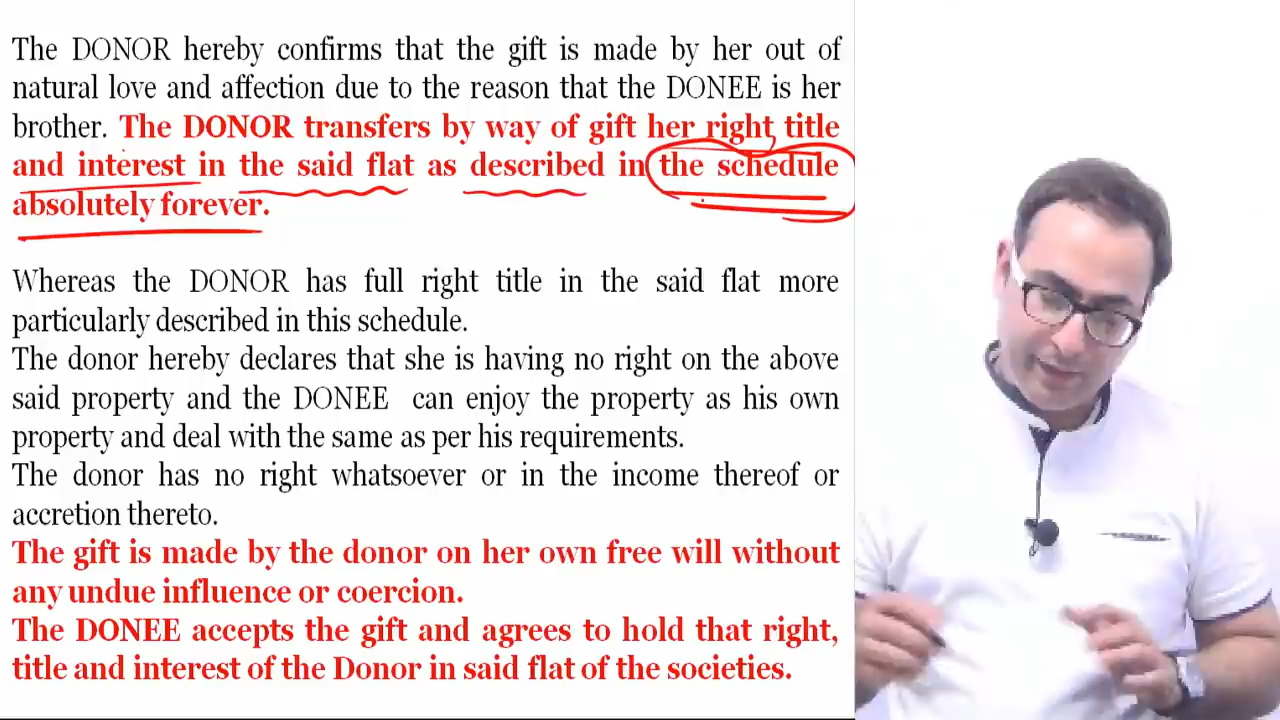 The DONOR hereby confirms that the gift is made by her out of
natural love and affection due to the reason that the DONEE is her
brother. The DONOR transfers by way of gift her right title
and interest in the said flat as described in the schedule
absolutely forever.
Whereas the DONOR has full right title in the said flat more
particularly described in this schedule.
The donor hereby declares that she is having no right on the above
said property and the DONEE can enjoy the property as his own
property and deal with the same as per his requirements.
The donor has no right whatsoever or in the income thereof or
accretion thereto.
The gift is made by the donor on her own free will without
any undue influence or coercion.
The DONEE accepts the gift and agrees to hold that right,
title and interest of the Donor in said flat of the societies.